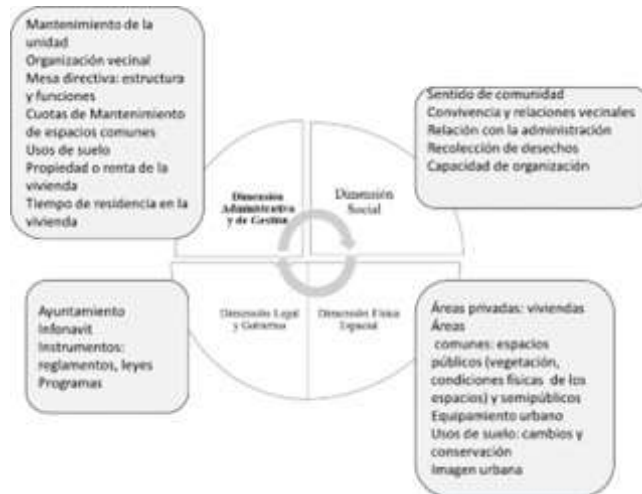 Mantenimiento de la
unidad
Organización vecinal
Mesa directiva: estructura
y funciones
Cuotas de Mantenimiento
de espacios comunes
Usos de suelo
Propiedad o renta de la
vivienda
Tiempo de residencia en la
vivienda
Sentido de comunidad
Convivencia y relaciones vecinales
Relación con la administración
Recolección de desechos
Capacidad de organización
Dimensión
Administrativa
y de Gestión
Dimensión
Social
Dimensión Legal
y Gobierno
Dimensión Física
Espacial
Ayuntamiento
Infonavit
Instrumentos:
reglamentos, leyes
Programas
Áreas privadas: viviendas
Áreas
comunes: espacios
públicos (vegetación,
condiciones físicas de los
espacios) y semipúblicos
Equipamiento urbano
Usos de suelo: cambios y
conservación
Imagen urbana